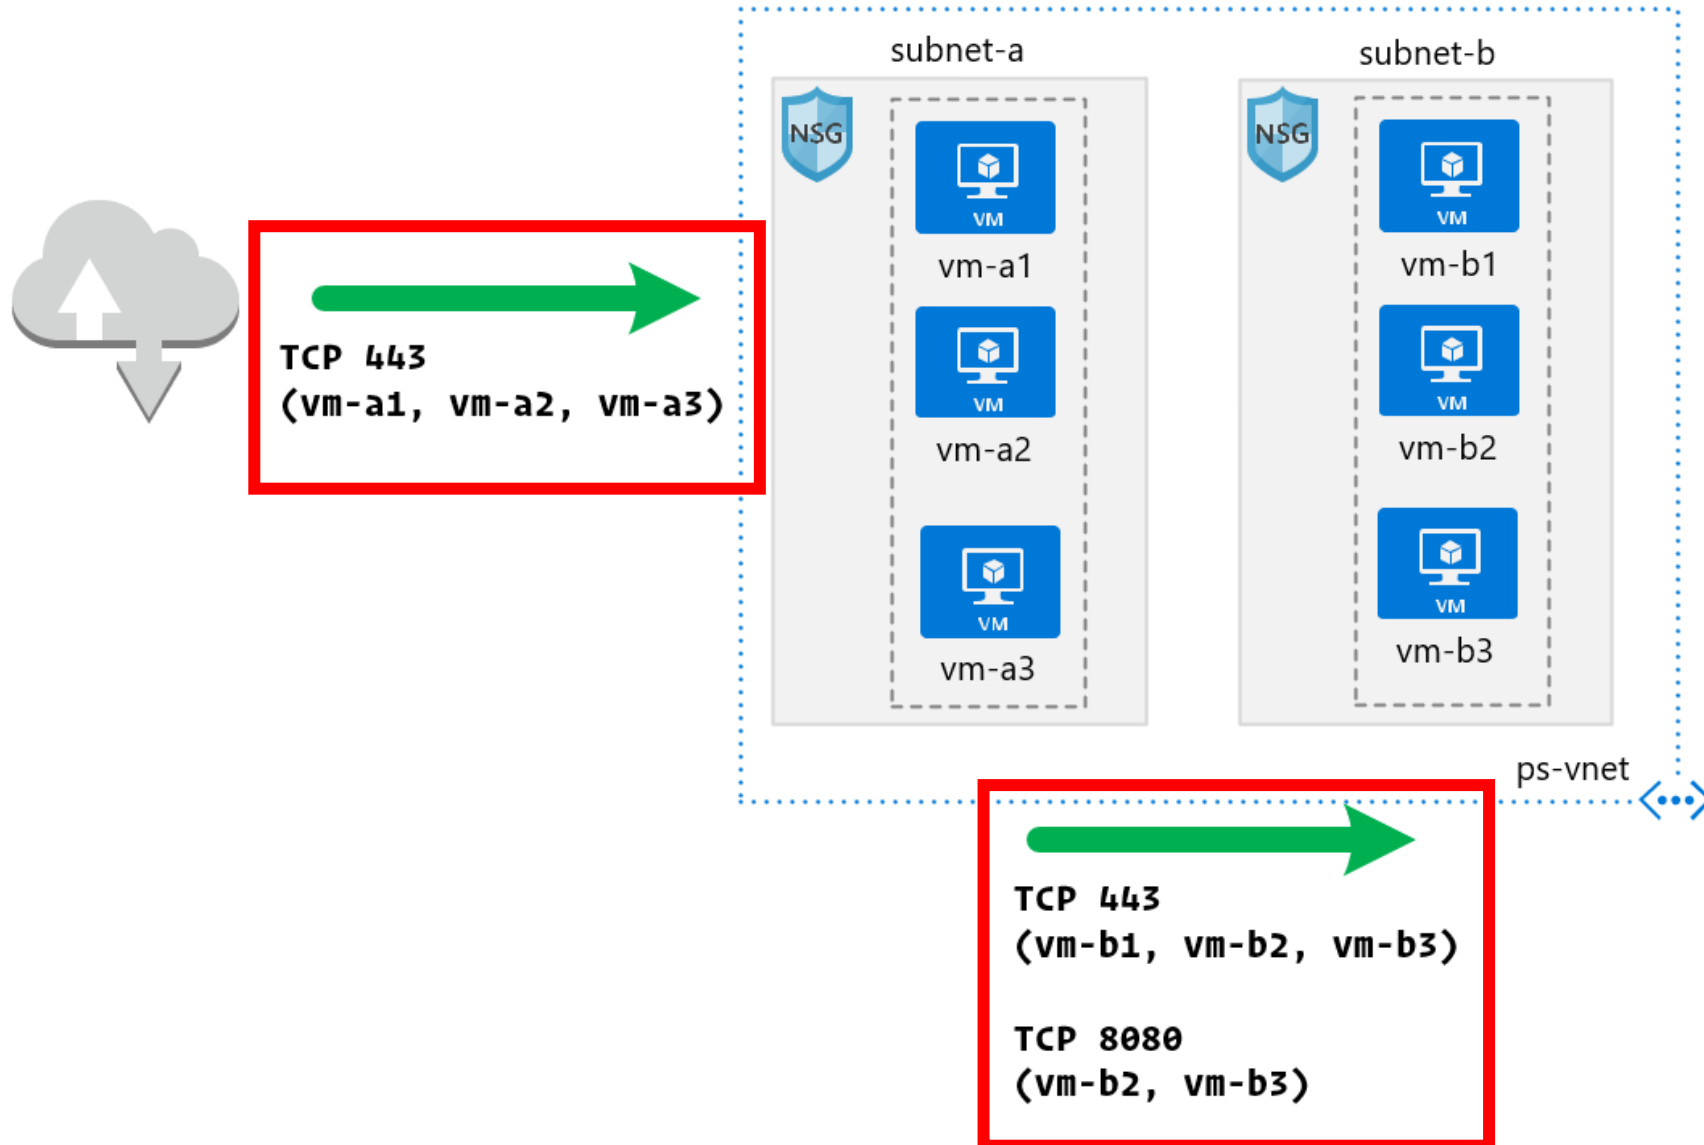 subnet-a
subnet-b
NSG
NSG
VM
vm-a1
VM
vm-b1
TCP 443
(vm-a1, vm-a2, vm-a3)
VM
vm-a2
VM
vm-b2
VM
vm-a3
VM
vm-b3
ps-vnet
TCP 443
(vm-b1, vm-b2, vm-b3)
TCP 8080
(vm-b2, vm-b3)